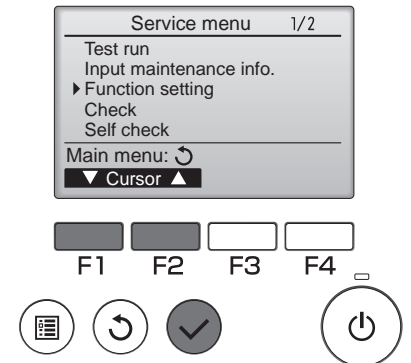 Service menu 1/2
Test run
Input maintenance info.
Function setting
Check
Self check
Main menu:
Cursor
F1 F2 F3 F4